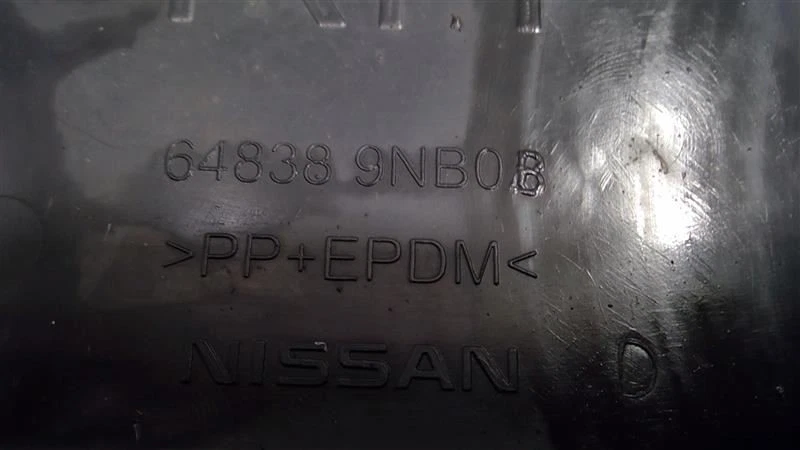 64838 9NB0B
>PP+EPDM<
NISSAN D